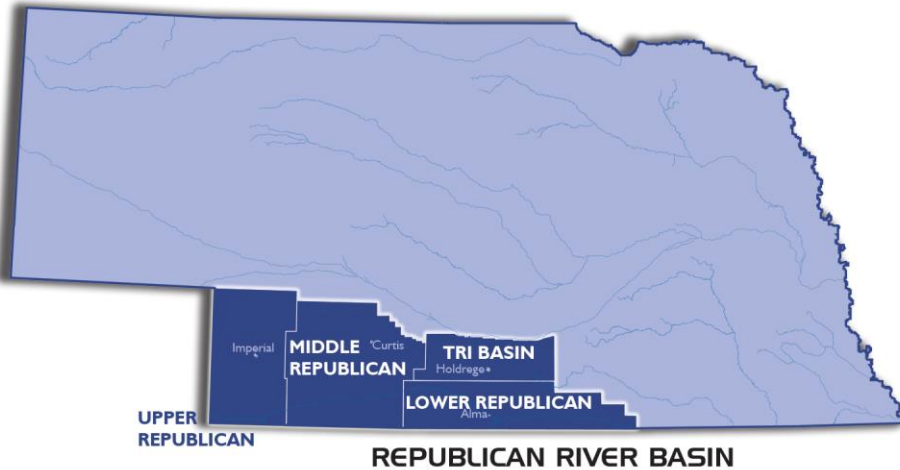 Imperial
MIDDLE
REPUBLICAN
Curtis
TRI BASIN
Holdrege
LOWER REPUBLICAN
Alma
UPPER
REPUBLICAN
REPUBLICAN RIVER BASIN